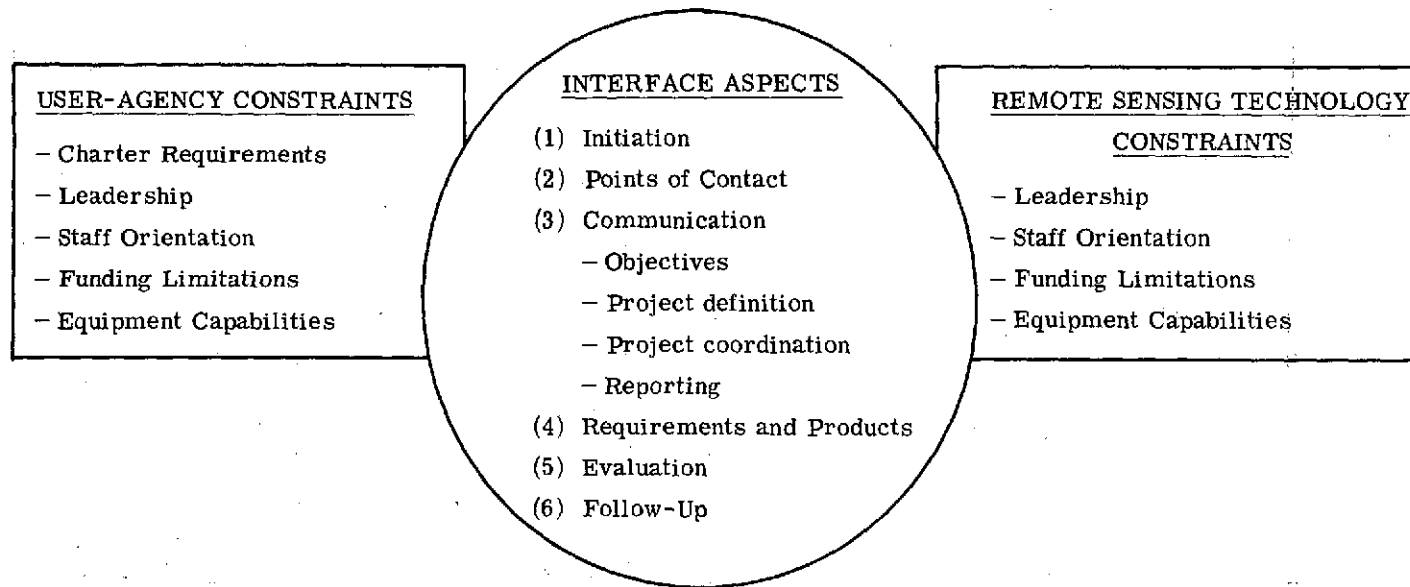 USER-AGENCY CONSTRAINTS
– Charter Requirements
– Leadership
– Staff Orientation
– Funding Limitations
– Equipment Capabilities
INTERFACE ASPECTS
(1) Initiation
(2) Points of Contact
(3) Communication
– Objectives
– Project definition
– Project coordination
– Reporting
(4) Requirements and Products
(5) Evaluation
(6) Follow-Up
REMOTE SENSING TECHNOLOGY
CONSTRAINTS
– Leadership
– Staff Orientation
– Funding Limitations
– Equipment Capabilities